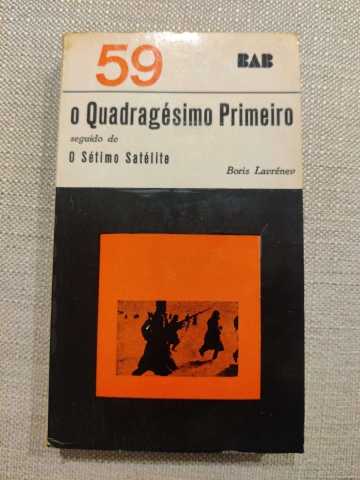 59
BAB
o Quadragésimo Primeiro
seguido de
O Sétimo Satélite
Boris Lavrénev